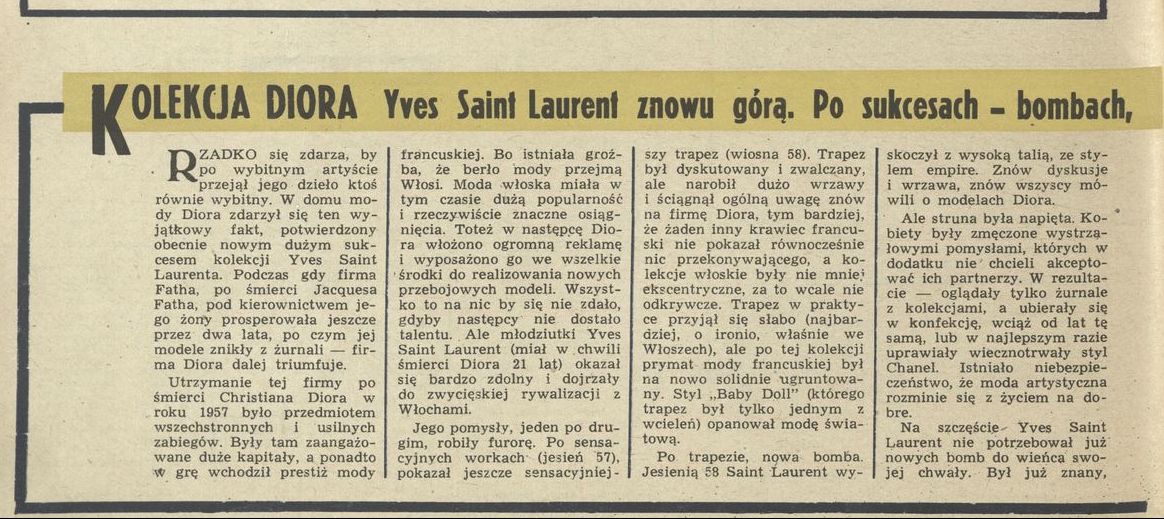 KOLEKCJA DIORA Yves Saint Laurent znowu górą. Po sukcesach – bombach,
RZADKO się zdarza, by
po wybitnym artyście
przejął jego dzieło ktoś
równie wybitny. W domu mo-
dy Diora zdarzył się ten wy-
jątkowy fakt, potwierdzony
obecnie nowym dużym suk-
cesem kolekcji Yves Saint
Laurenta. Podczas gdy firma
Fatha, po śmierci Jacquesa
Fatha, pod kierownictwem je-
go żony prosperowała jeszcze
przez dwa lata, po czym jej
modele znikły z żurnali — fir-
ma Diora dalej triumfuje.
Utrzymanie tej firmy po
śmierci Christiana Diora w
roku 1957 było przedmiotem
wszechstronnych i usilnych
zabiegów. Były tam zaangażo-
wane duże kapitały, a ponadto
w grę wchodził prestiż mody
francuskiej. Bo istniała groź-
ba, że berło mody przejmą
Włosi. Moda włoska miała w
tym czasie dużą popularność
i rzeczywiście znaczne osiąg-
nięcia. Toteż w następcę Dio-
ra włożono ogromną reklamę
i wyposażono go we wszelkie
środki do realizowania nowych
przebojowych modeli. Wszyst-
ko to na nic by się nie zdało,
gdyby następcy nie dostało
talentu. Ale młodziutki Yves
Saint Laurent (miał w chwili
śmierci Diora 21 lat) okazał
się bardzo zdolny i dojrzały
do zwycięskiej rywalizacji z
Włochami.
Jego pomysły, jeden po dru-
gim, robiły furorę. Po sensa-
cyjnych workach (jesień 57),
pokazał jeszcze sensacyjniej-
szy trapez (wiosna 58). Trapez
był dyskutowany i zwalczany,
ale narobił dużo wrzawy
i ściągnął ogólną uwagę znów
na firmę Diora, tym bardziej,
że żaden inny krawiec francu-
ski nie pokazał równocześnie
nic przekonywającego, a ko-
lekcje włoskie były nie mniej
ekscentryczne, za to wcale nie
odkrywcze. Trapez w prakty-
ce przyjął się słabo (najbar-
dziej, o ironio, właśnie we
Włoszech), ale po tej kolekcji
prymat mody francuskiej był
na nowo solidnie ugruntowa-
ny. Styl „Baby Doll” (którego
trapez był tylko jednym z
wcieleń) opanował modę świa-
tową.
Po trapezie, nowa bomba.
Jesienią 58 Saint Laurent wy-
skoczył z wysoką talią, ze sty-
lem empire. Znów dyskusje
i wrzawa, znów wszyscy mó-
wili o modelach Diora.
Ale struna była napięta. Ko-
biety były zmęczone wystrza-
łowymi pomysłami, których w
dodatku nie chcieli akcepto-
wać ich partnerzy. W rezulta-
cie — oglądały tylko żurnale
z kolekcjami, a ubierały się
w konfekcję, wciąż od lat tę
samą, lub w najlepszym razie
uprawiały wiecznotrwały styl
Chanel. Istniało niebezpie-
czeństwo, że moda artystyczna
rozminie się z życiem na do-
bre.
Na szczęście Yves Saint
Laurent nie potrzebował już
nowych bomb do wieńca swo-
jej chwały. Był już znany,